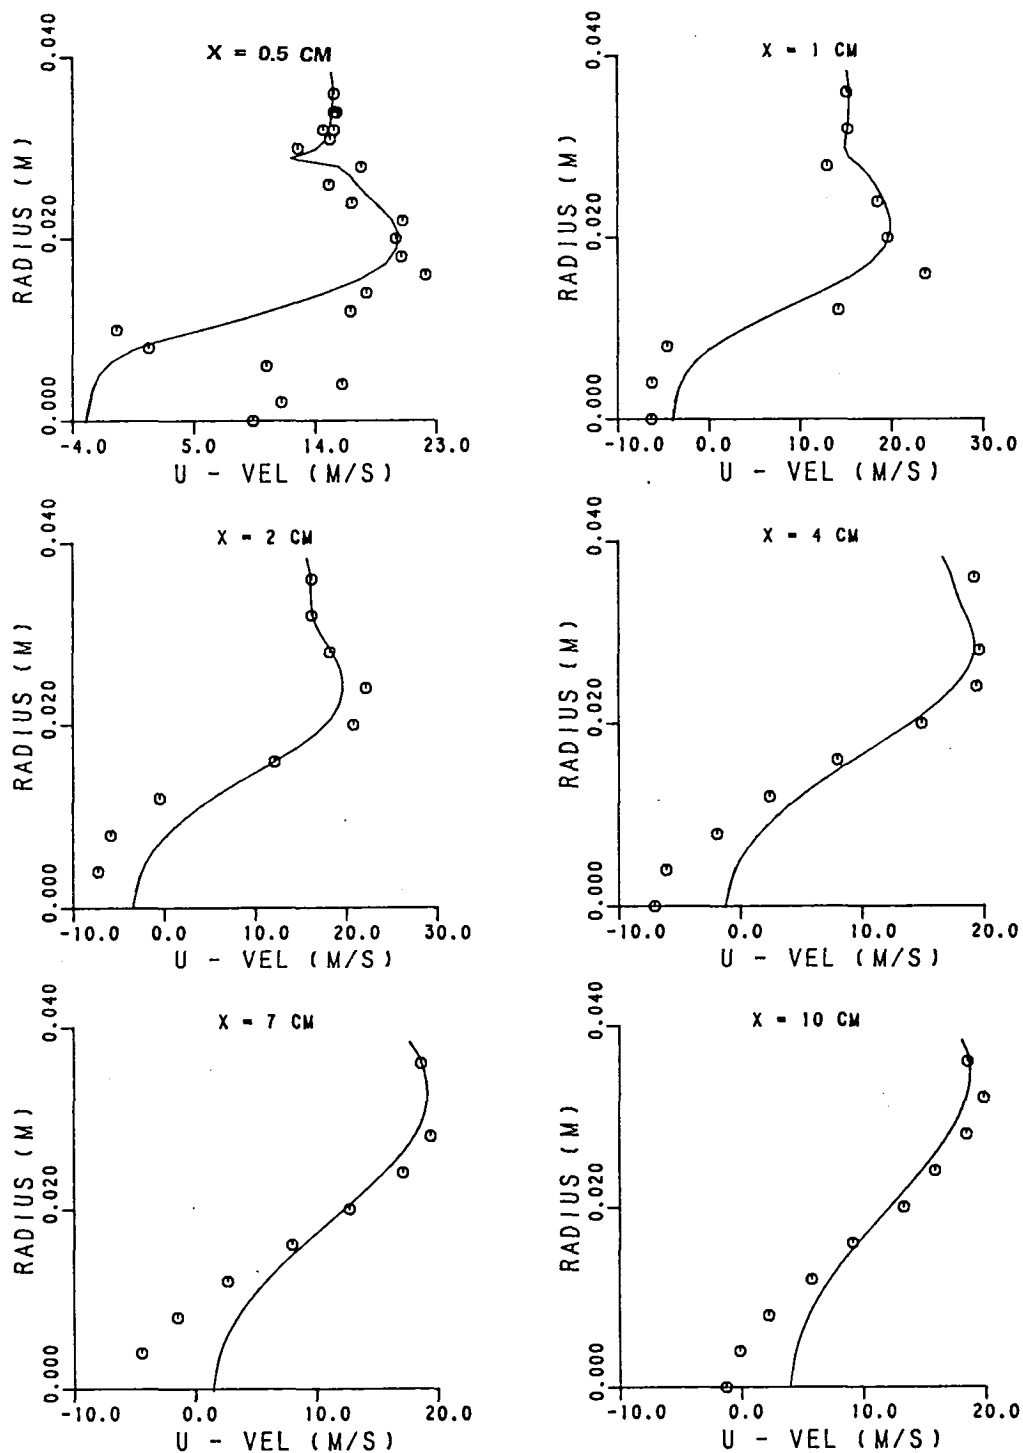 X = 0.5 CM
RADIUS (M)
0.040
0.020
0.000
-4.0 5.0 14.0 23.0
U - VEL (M/S)
X = 1 CM
RADIUS (M)
0.040
0.020
0.000
-10.0 0.0 10.0 20.0 30.0
U - VEL (M/S)
X = 2 CM
RADIUS (M)
0.040
0.020
0.000
-10.0 0.0 10.0 20.0 30.0
U - VEL (M/S)
X = 4 CM
RADIUS (M)
0.040
0.020
0.000
-10.0 0.0 10.0 20.0
U - VEL (M/S)
X = 7 CM
RADIUS (M)
0.040
0.020
0.000
-10.0 0.0 10.0 20.0
U - VEL (M/S)
X = 10 CM
RADIUS (M)
0.040
0.020
0.000
-10.0 0.0 10.0 20.0
U - VEL (M/S)